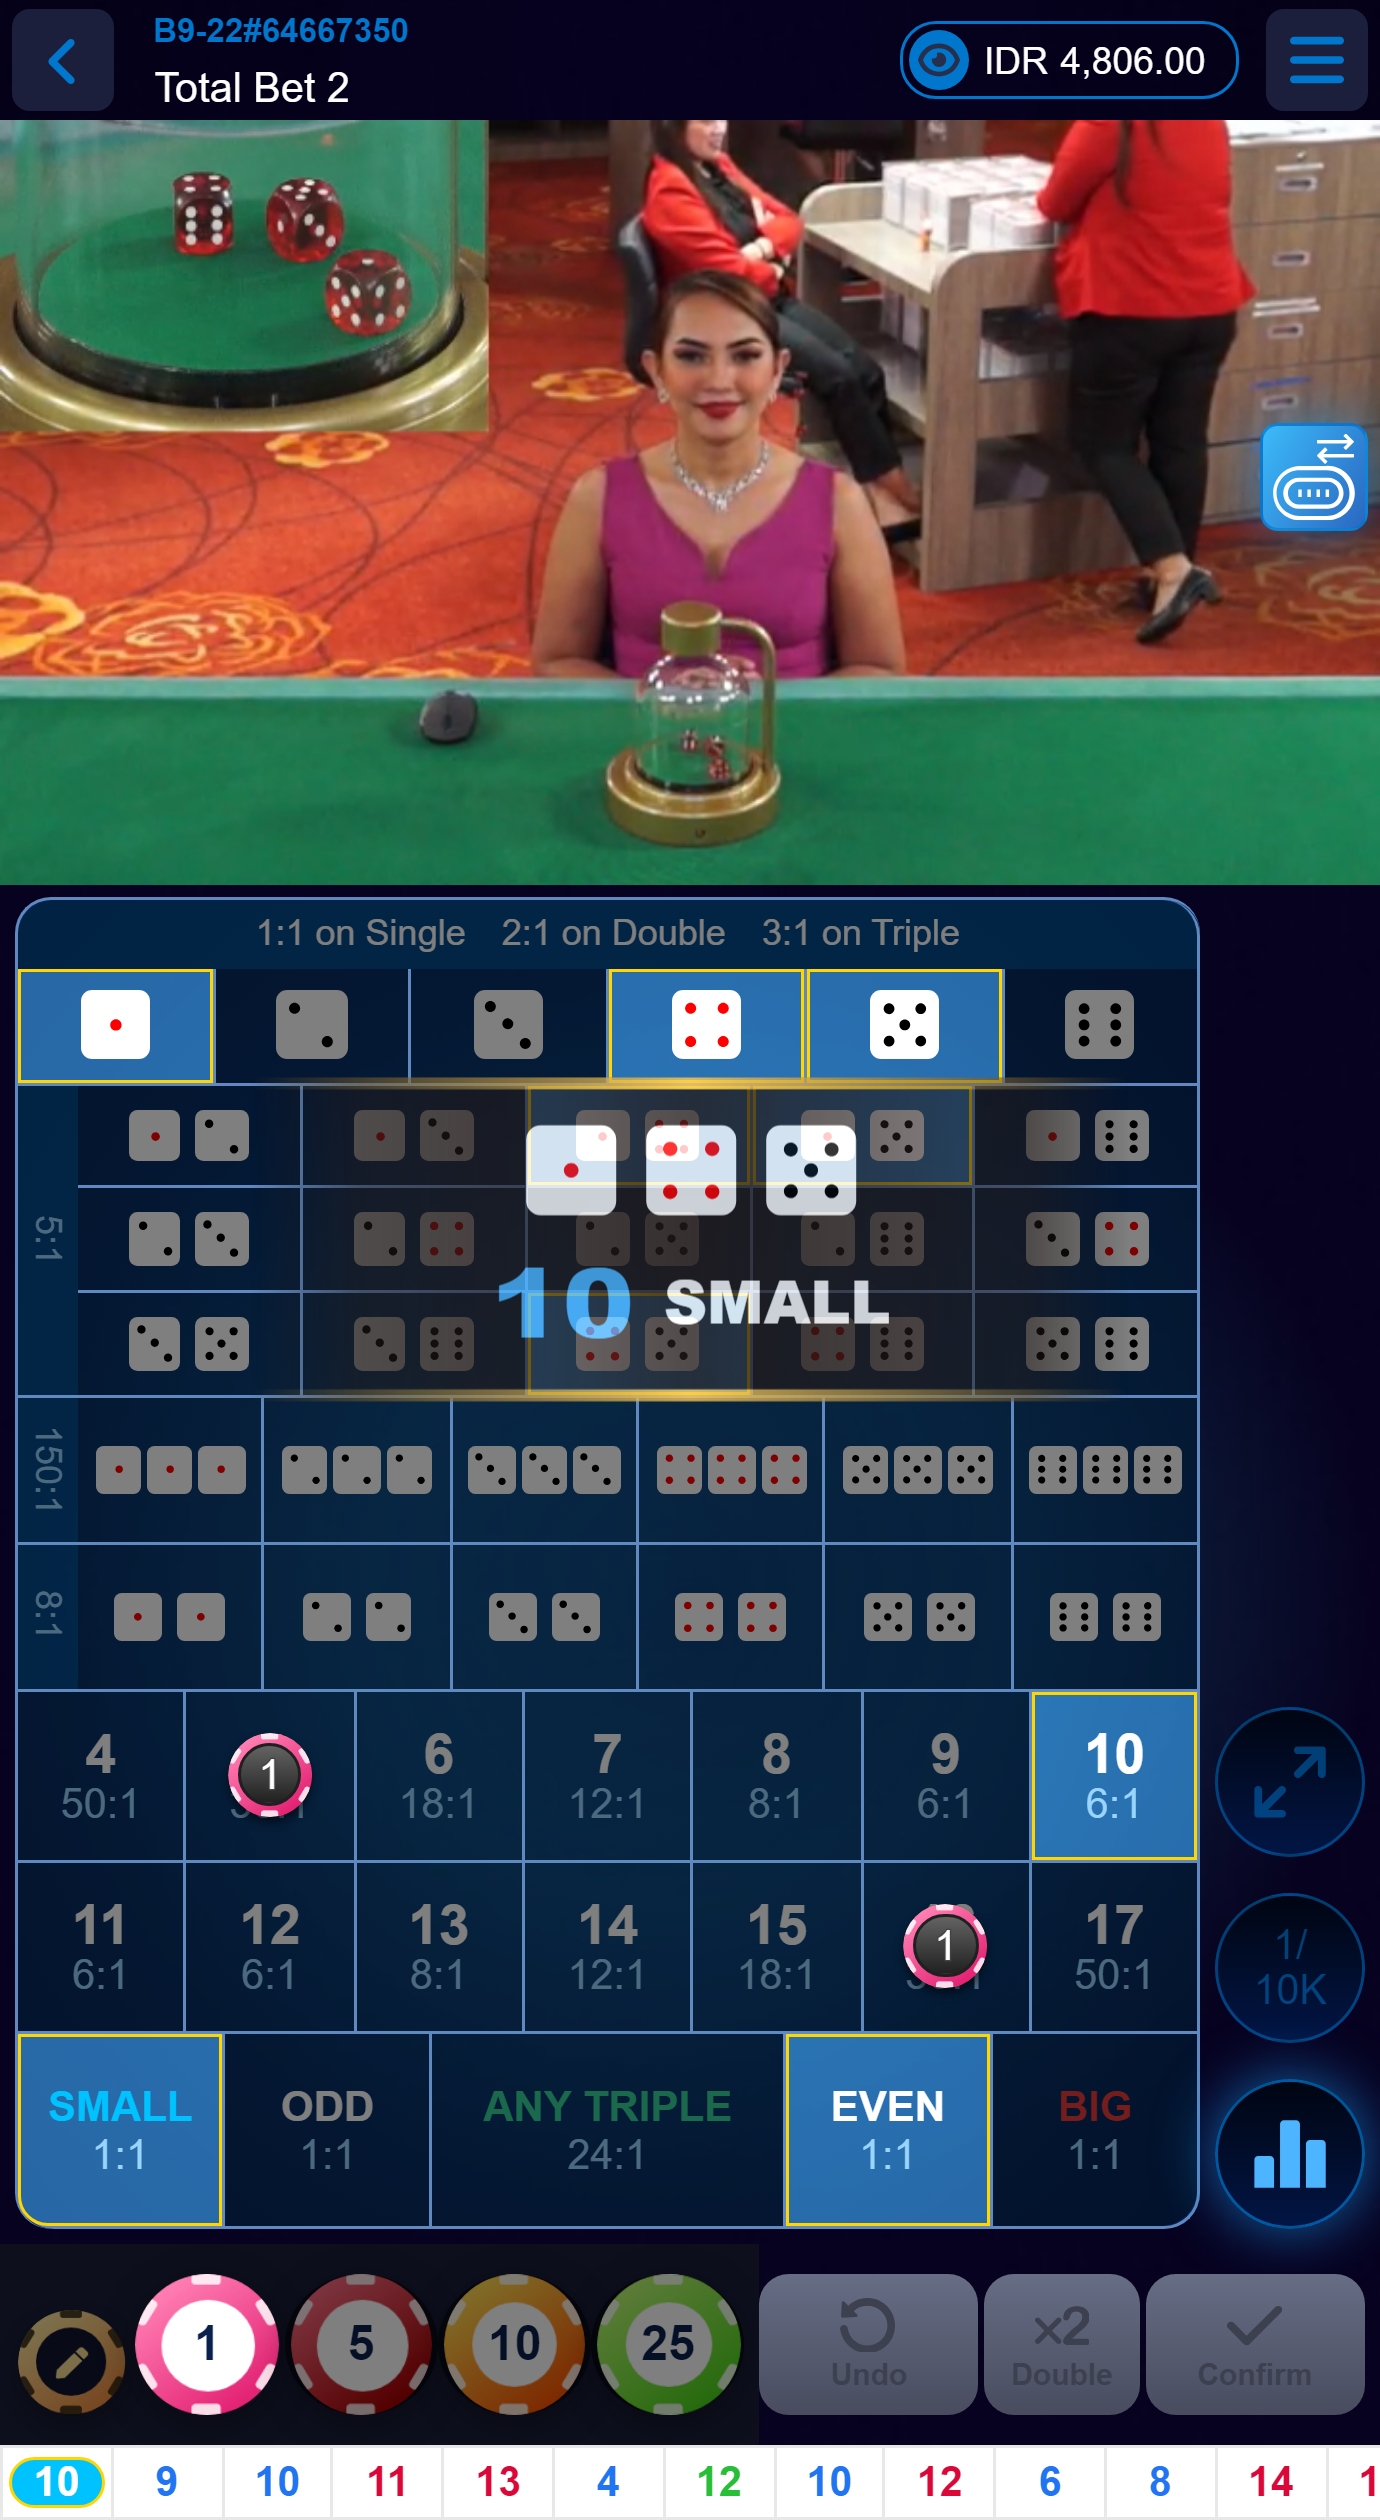 B9-22#64667350
Total Bet 2
IDR 4,806.00
1:1 on Single 2:1 on Double 3:1 on Triple
5:1
10 SMALL
150:1
8:1
4 1 6 7 8 9 10
50:1 18:1 12:1 8:1 6:1 6:1
11 12 13 14 15 1 17
6:1 6:1 8:1 12:1 18:1 50:1
1/
10K
SMALL ODD ANY TRIPLE EVEN BIG
1:1 1:1 24:1 1:1 1:1
1 5 10 25
x2
Undo Double Confirm
10 9 10 11 13 4 12 10 12 6 8 14